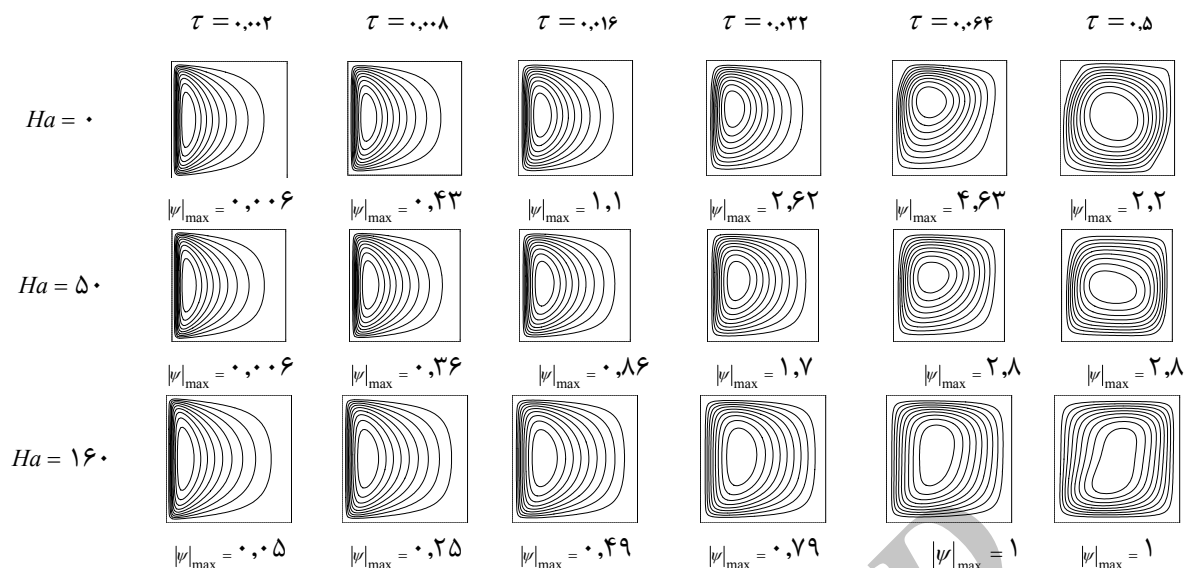 τ = ۰,۰۰۲ τ = ۰,۰۰۸ τ = ۰,۰۱۶ τ = ۰,۰۳۲ τ = ۰,۰۶۴ τ = ۰,۵
Ha = ۰
|ψ|max = ۰,۰۰۶ |ψ|max = ۰,۴۳ |ψ|max = ۱,۱ |ψ|max = ۲,۶۲ |ψ|max = ۴,۶۳ |ψ|max = ۲,۲
Ha = ۵۰
|ψ|max = ۰,۰۰۶ |ψ|max = ۰,۳۶ |ψ|max = ۰,۸۶ |ψ|max = ۱,۷ |ψ|max = ۲,۸ |ψ|max = ۲,۸
Ha = ۱۶۰
|ψ|max = ۰,۰۵ |ψ|max = ۰,۲۵ |ψ|max = ۰,۴۹ |ψ|max = ۰,۷۹ |ψ|max = ۱ |ψ|max = ۱